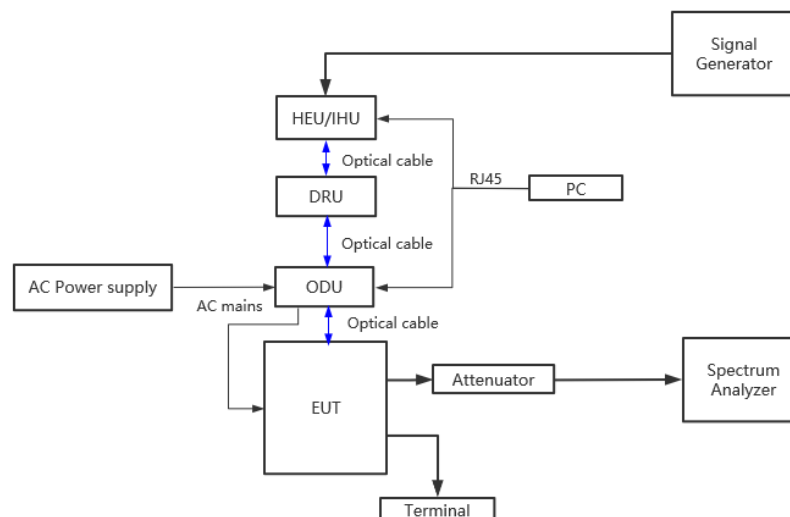 Signal
Generator
HEU/IHU
Optical cable
RJ45
PC
DRU
Optical cable
AC Power supply
AC mains
ODU
Optical cable
EUT
Attenuator
Spectrum
Analyzer
Terminal